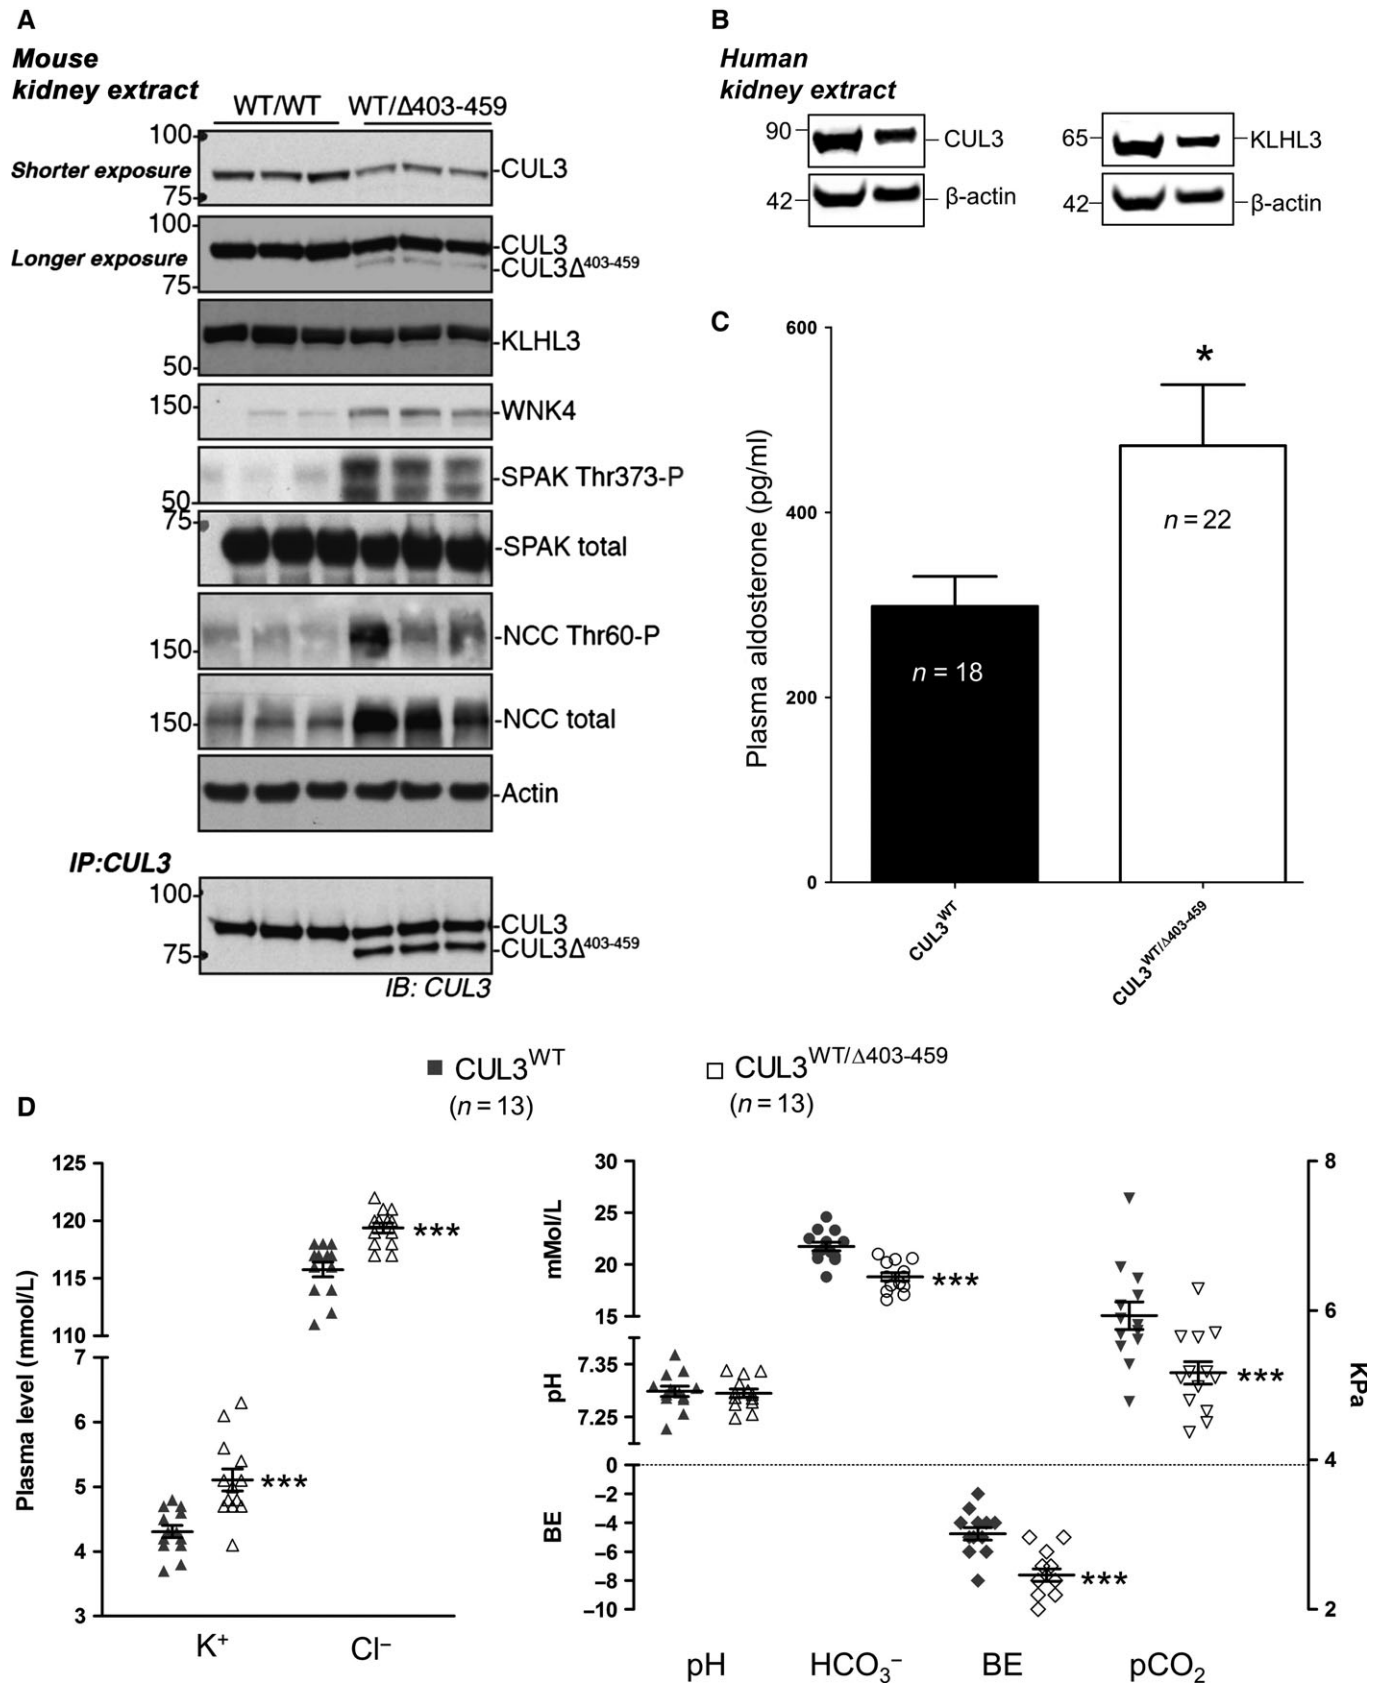 A
Mouse
kidney extract
WT/WT WT/Δ403-459
Shorter exposure
100
75
CUL3
Longer exposure
100
75
CUL3
CUL3Δ403-459
50
KLHL3
150
WNK4
50
SPAK Thr373-P
75
SPAK total
150
NCC Thr60-P
150
NCC total
Actin
IP:CUL3
100
75
CUL3
CUL3Δ403-459
IB: CUL3
B
Human
kidney extract
90
CUL3
42
β-actin
65
KLHL3
42
β-actin
C
Plasma aldosterone (pg/ml)
600
400
200
0
n = 18
*
n = 22
CUL3WT
CUL3WT/Δ403-459
CUL3WT
(n = 13)
CUL3WT/Δ403-459
(n = 13)
D
Plasma level (mmol/L)
125
120
115
110
7
6
5
4
3
***
***
K+ Cl−
mMol/L
30
25
20
15
pH
7.35
7.25
BE
0
−2
−4
−6
−8
−10
***
***
***
8
6
4
2
KPa
pH HCO3− BE pCO2